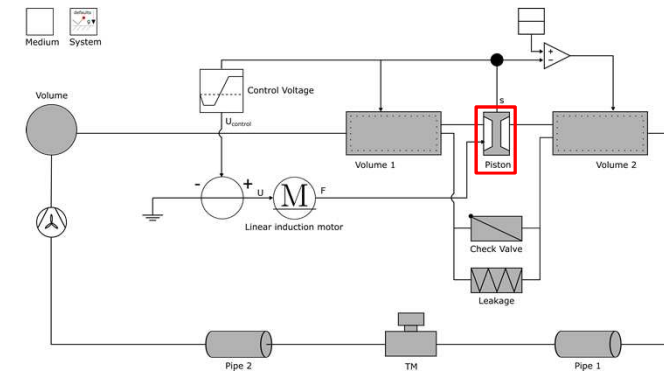 defaults
g
Medium
System
Volume
Control Voltage
Ucontrol
s
+
−
Volume 1
Piston
Volume 2
-
+
U
M
F
Linear induction motor
Check Valve
Leakage
Pipe 2
TM
Pipe 1